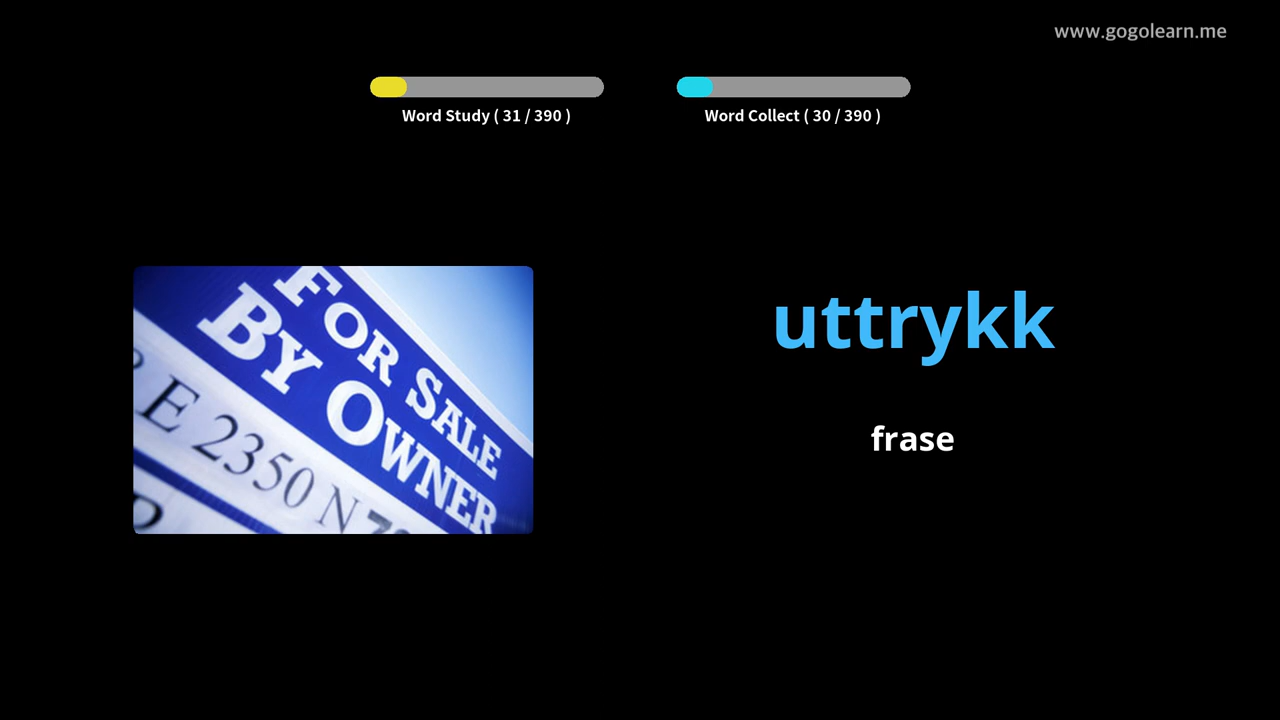 www.gogolearn.me
Word Study ( 31 / 390 )
Word Collect ( 30 / 390 )
FOR SALE
BY OWNER
E 2350 N
uttrykk
frase